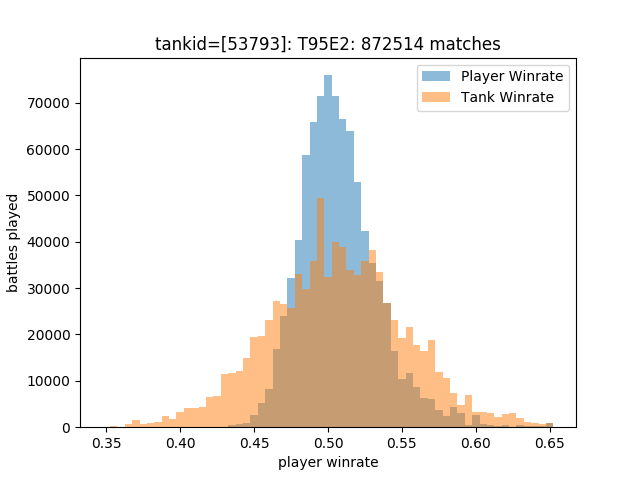 tankid=[53793]: T95E2: 872514 matches
Player Winrate
Tank Winrate
battles played
70000
60000
50000
40000
30000
20000
10000
0
0.35 0.40 0.45 0.50 0.55 0.60 0.65
player winrate